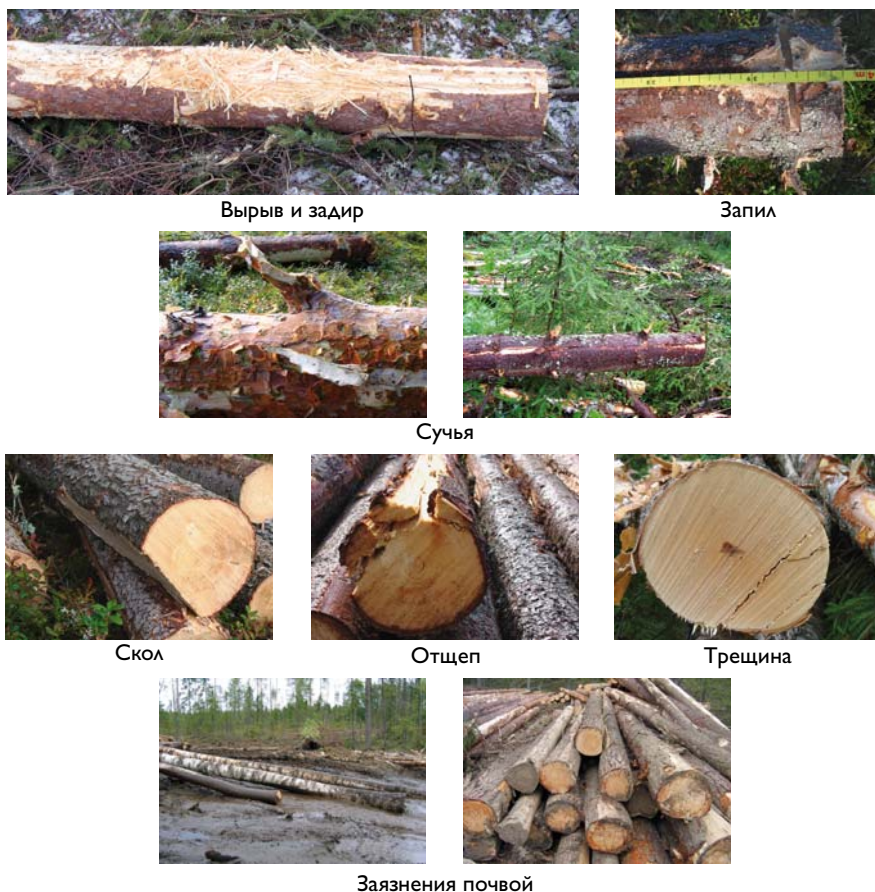 Вырыв и задир
Запил
Сучья
Скол
Отщеп
Трещина
Заязнения почвой